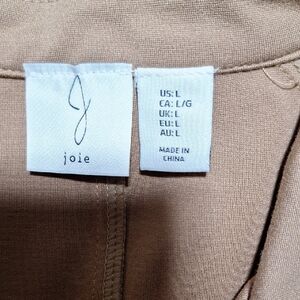 J
joie
US: L
CA: L/G
UK: L
EU: L
AU: L
MADE IN
CHINA